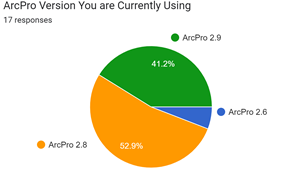 ArcPro Version You are Currently Using
17 responses
ArcPro 2.9
41.2%
ArcPro 2.6
ArcPro 2.8
52.9%